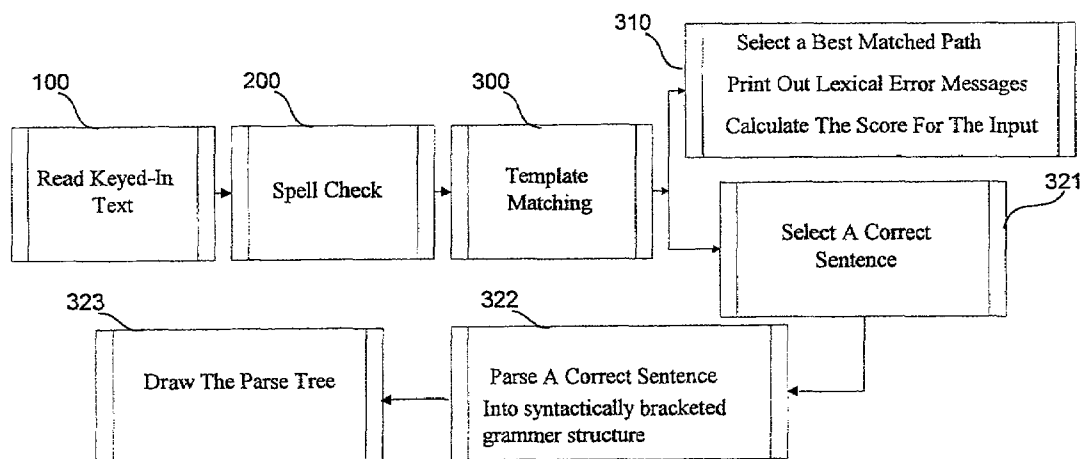 310
Select a Best Matched Path
Print Out Lexical Error Messages
Calculate The Score For The Input
100
Read Keyed-In
Text
200
Spell Check
300
Template
Matching
321
Select A Correct
Sentence
323
Draw The Parse Tree
322
Parse A Correct Sentence
Into syntactically bracketed
grammer structure